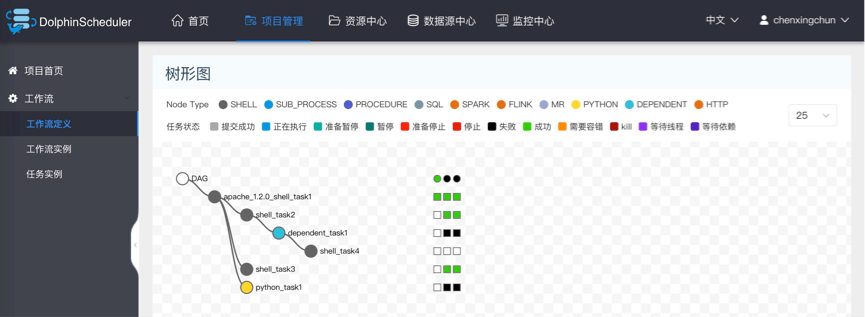 DolphinScheduler
首页
项目管理
资源中心
数据源中心
监控中心
中文
chenxingchun
项目首页
工作流
工作流定义
工作流实例
任务实例
树形图
Node Type SHELL SUB_PROCESS PROCEDURE SQL SPARK FLINK MR PYTHON DEPENDENT HTTP
任务状态 提交成功 正在执行 准备暂停 暂停 准备停止 停止 失败 成功 需要容错 kill 等待线程 等待依赖
25
DAG
apache_1.2.0_shell_task1
shell_task2
dependent_task1
shell_task4
shell_task3
python_task1